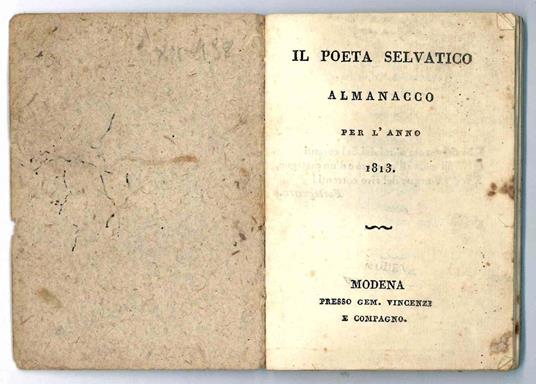 IL POETA SELVATICO
ALMANACCO
PER L'ANNO
1813.
MODENA
PRESSO GEM. VINCENZI
E COMPAGNO.